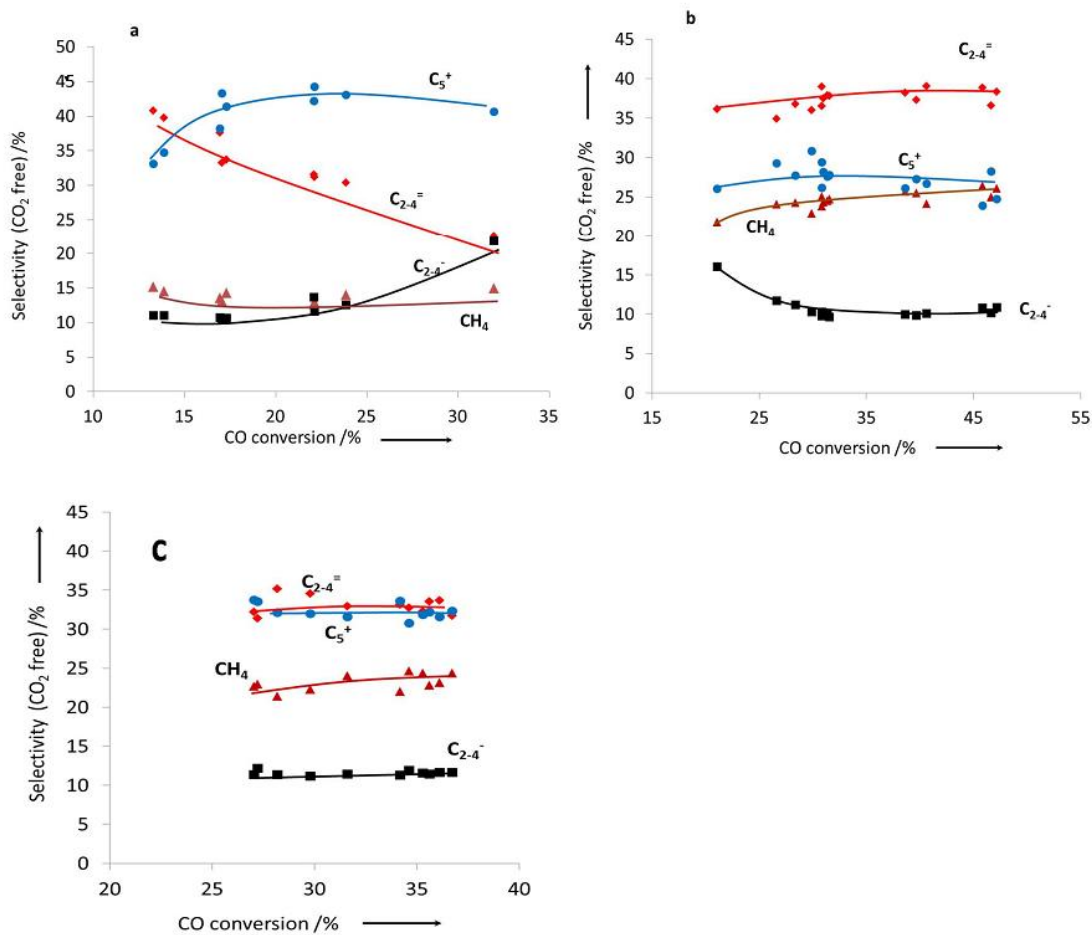 a
50
45
40
35
30
25
20
15
10
5
0
Selectivity (CO₂ free) /%
C₅⁺
C₂₋₄⁼
C₂₋₄⁻
CH₄
10 15 20 25 30 35
CO conversion /%
b
45
40
35
30
25
20
15
10
5
0
Selectivity (CO₂ free) /%
C₂₋₄⁼
C₅⁺
CH₄
C₂₋₄⁻
15 25 35 45 55
CO conversion /%
C
45
40
35
30
25
20
15
10
5
0
Selectivity (CO₂ free) /%
C₂₋₄⁼
C₅⁺
CH₄
C₂₋₄⁻
20 30 40
CO conversion /%